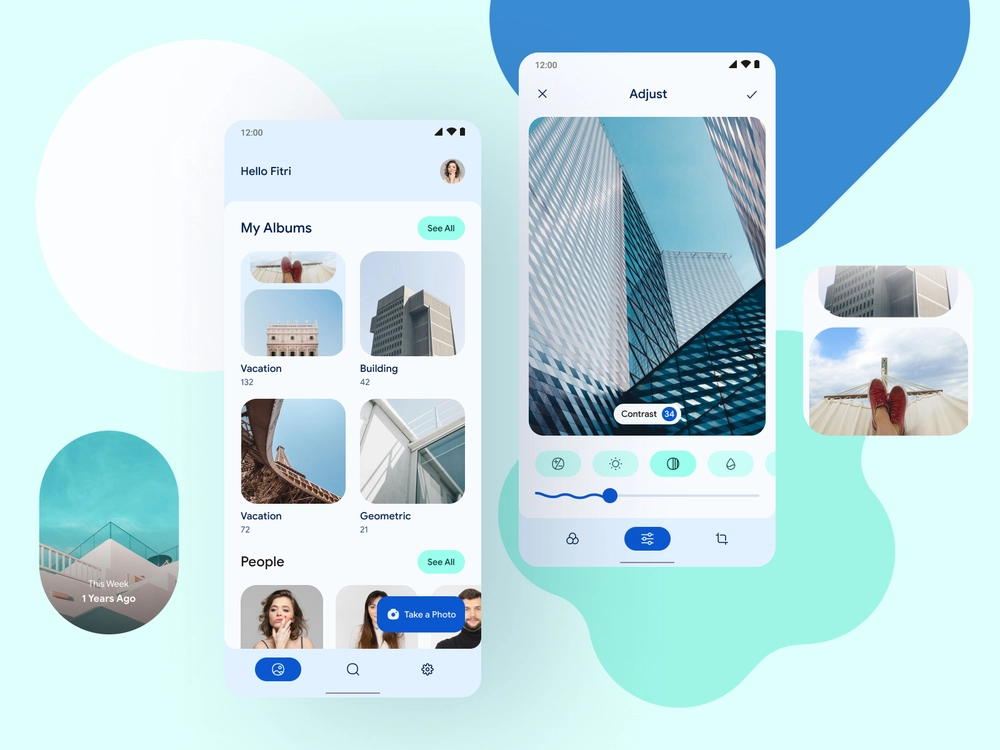 12:00
Hello Fitri
My Albums
See All
Vacation
132
Building
42
Vacation
72
Geometric
21
People
See All
Take a Photo
This Week
1 Years Ago
12:00
Adjust
Contrast 34